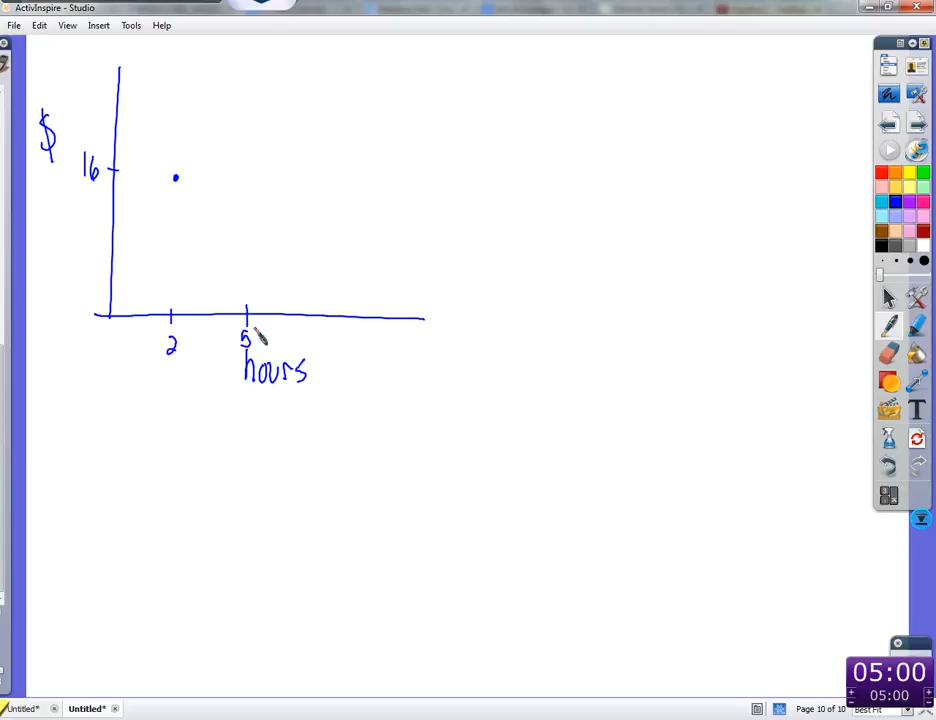 ActivInspire - Studio
File Edit View Insert Tools Help
$
16
2
5
hours
05:00
05:00
Untitled* Untitled* Page 10 of 10 Best Fit